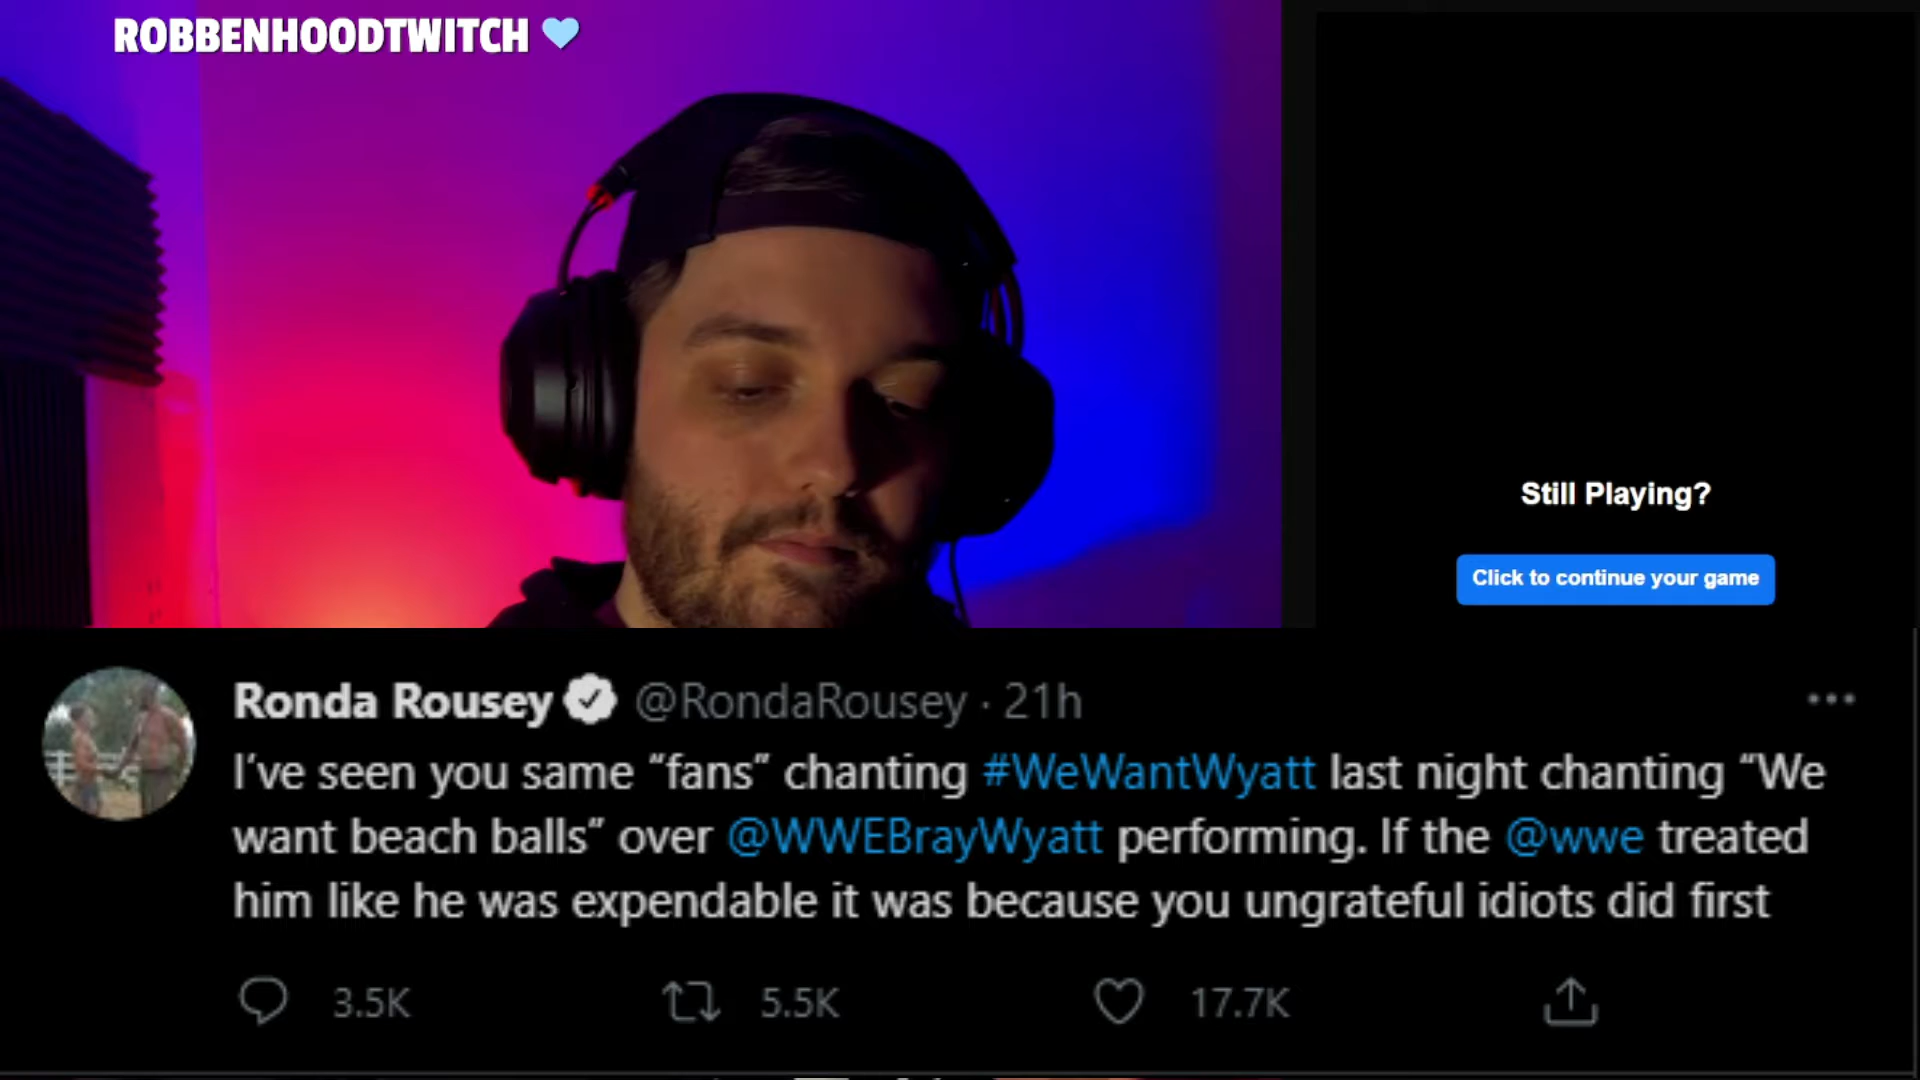 ROBBENHOODTWITCH 🩵
Still Playing?
Click to continue your game
Ronda Rousey @RondaRousey · 21h
I've seen you same “fans” chanting #WeWantWyatt last night chanting “We
want beach balls” over @WWEBrayWyatt performing. If the @wwe treated
him like he was expendable it was because you ungrateful idiots did first
3.5K 5.5K 17.7K